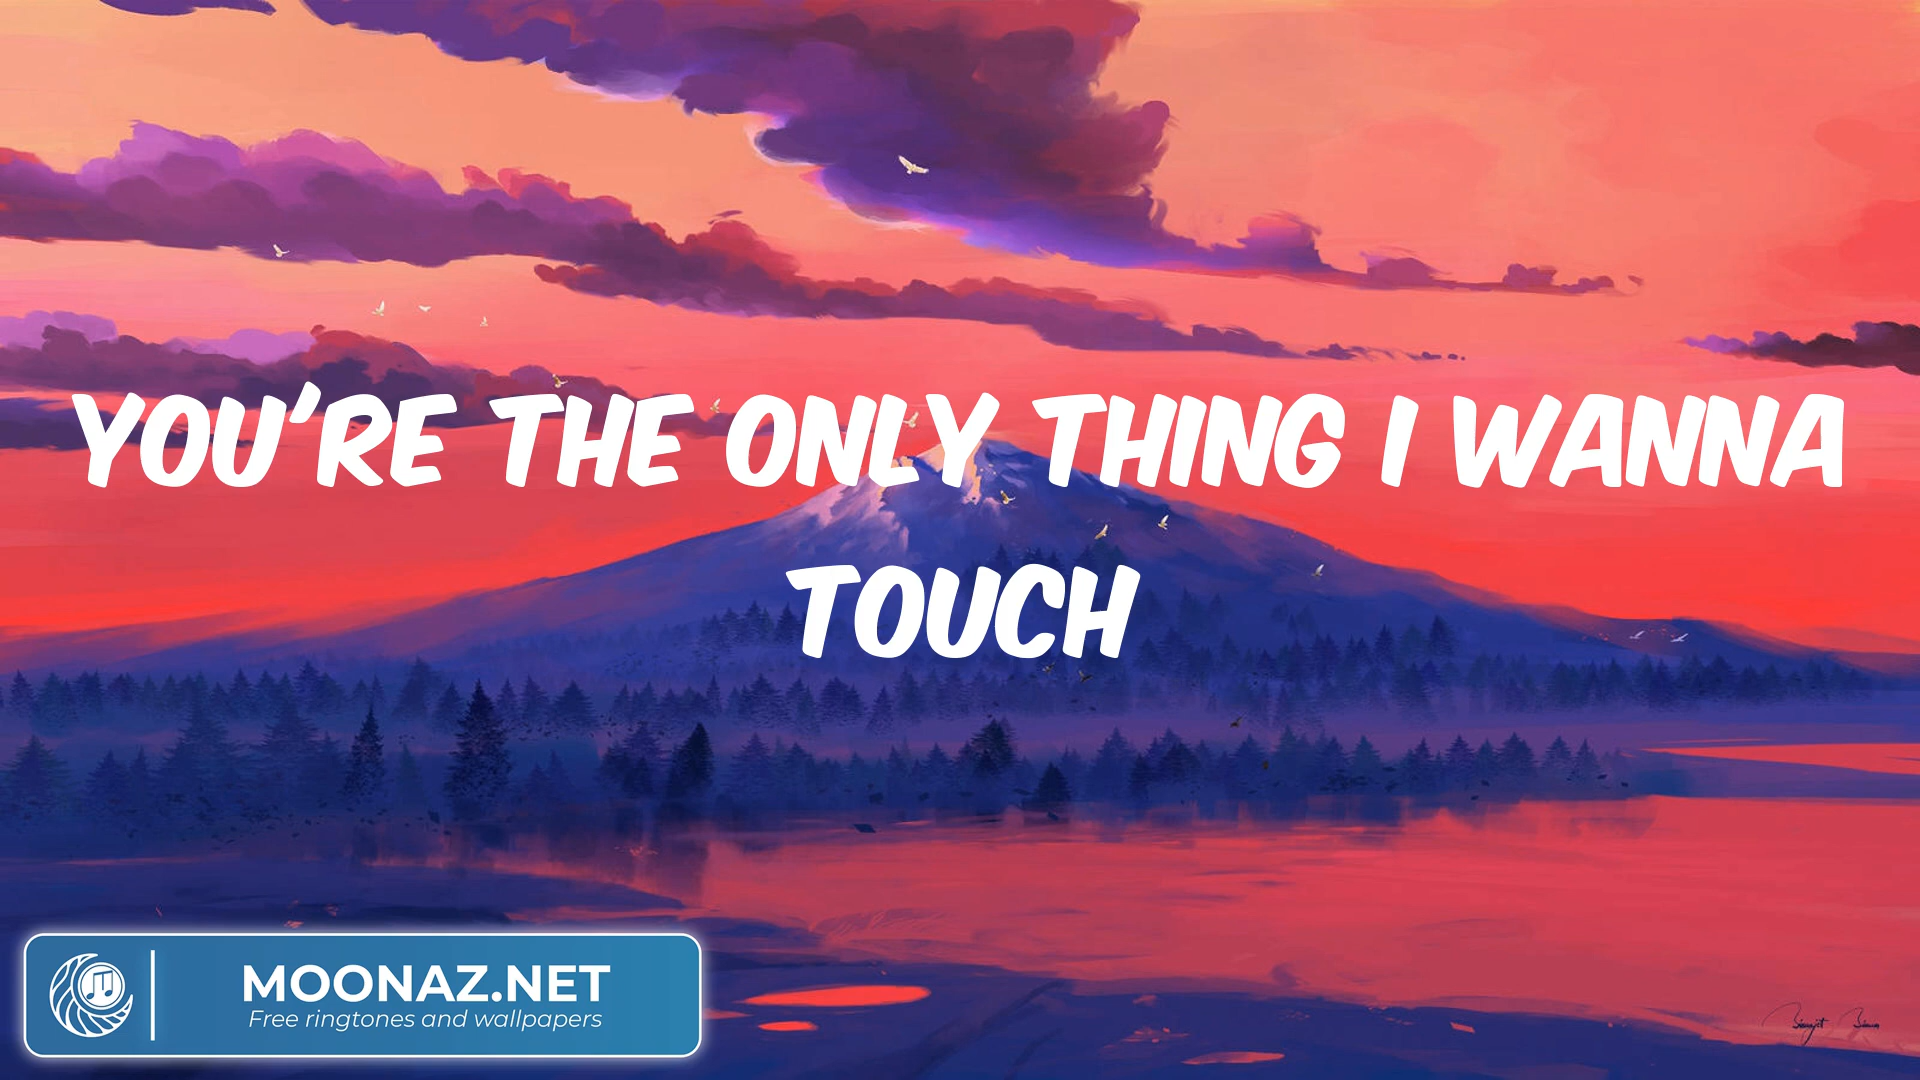 YOU'RE THE ONLY THING I WANNA
TOUCH
MOONAZ.NET
Free ringtones and wallpapers